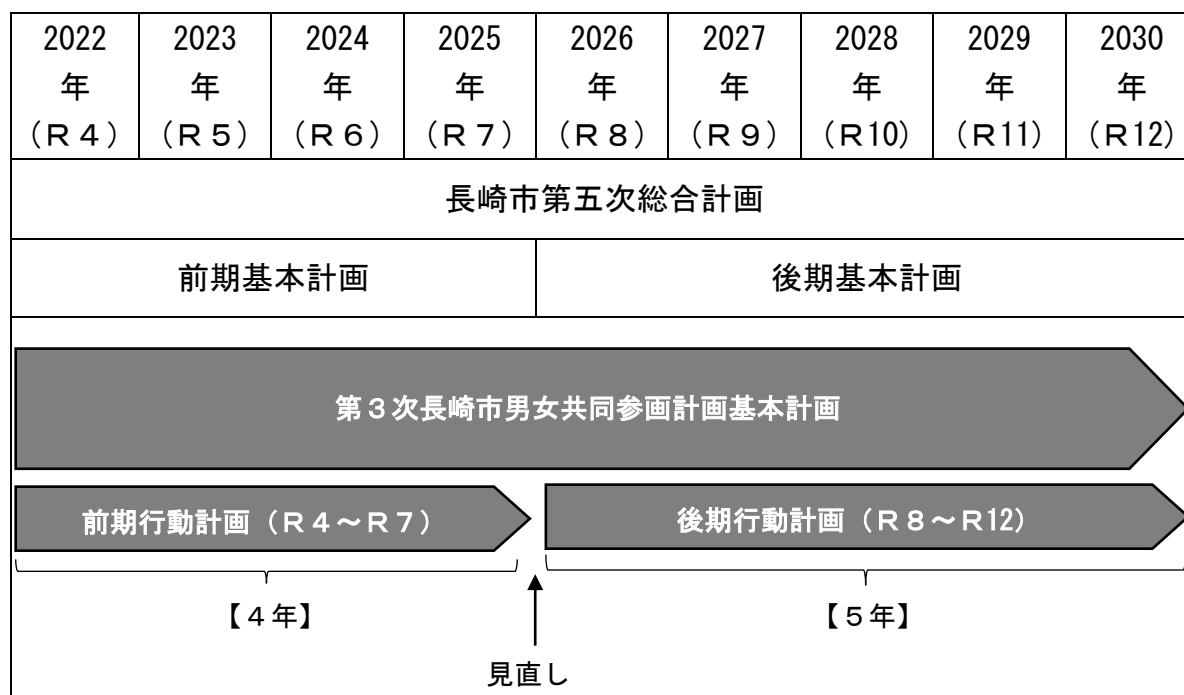 2022 2023 2024 2025 2026 2027 2028 2029 2030
年 年 年 年 年 年 年 年 年
（Ｒ４） （Ｒ５） （Ｒ６） （Ｒ７） （Ｒ８） （Ｒ９） （Ｒ10） （Ｒ11） （Ｒ12）
長崎市第五次総合計画
前期基本計画 後期基本計画
第３次長崎市男女共同参画計画基本計画
前期行動計画（Ｒ４～Ｒ７） 後期行動計画（Ｒ８～Ｒ12）
【４年】 【５年】
見直し